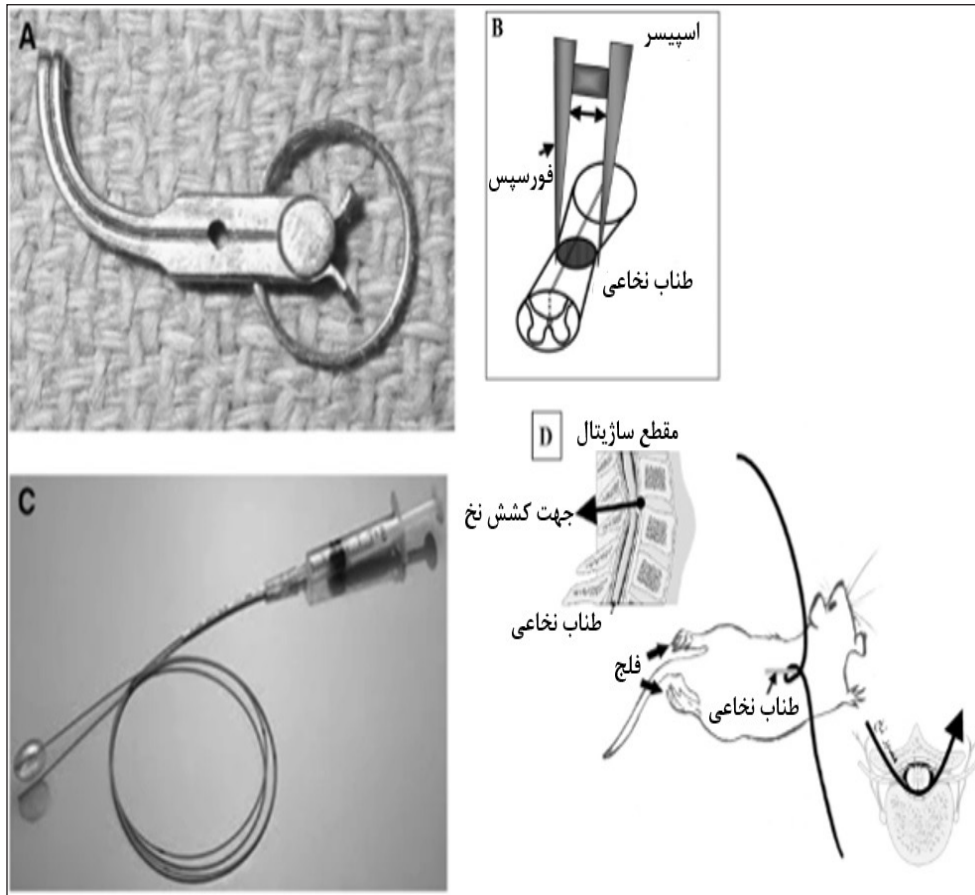 A
B
اسپیسر
فورسپس
طناب نخاعی
C
D
مقطع ساژیتال
جهت کشش نخ
طناب نخاعی
فلج
طناب نخاعی